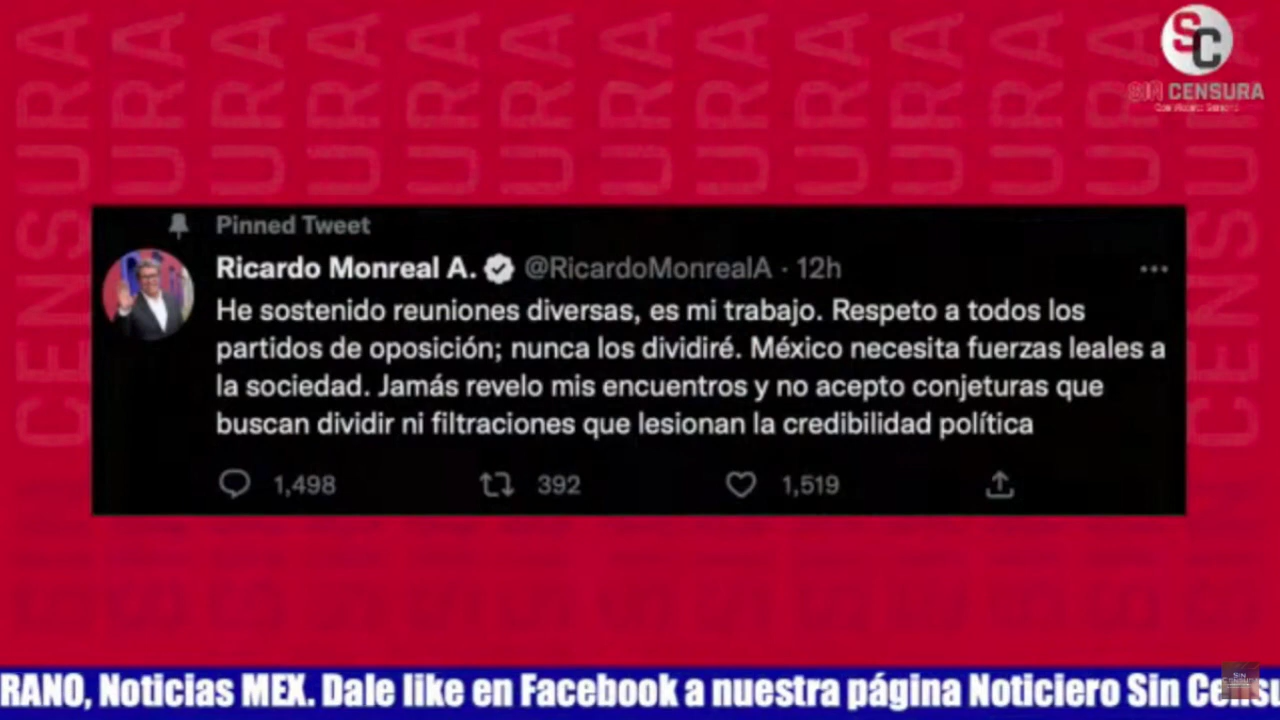 SC
SIN CENSURA
Pinned Tweet
Ricardo Monreal A. @RicardoMonrealA · 12h
He sostenido reuniones diversas, es mi trabajo. Respeto a todos los
partidos de oposición; nunca los dividiré. México necesita fuerzas leales a
la sociedad. Jamás revelo mis encuentros y no acepto conjeturas que
buscan dividir ni filtraciones que lesionan la credibilidad política
1,498 392 1,519
RANO, Noticias MEX. Dale like en Facebook a nuestra página Noticiero Sin Censu